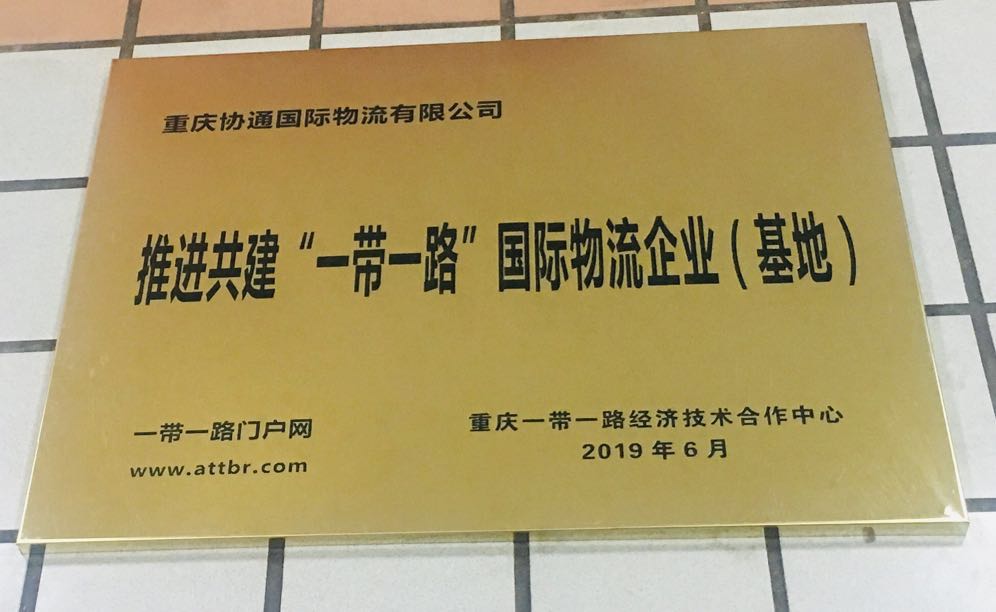 重庆协通国际物流有限公司
推进共建“一带一路”国际物流企业(基地)
一带一路门户网
www.attbr.com
重庆一带一路经济技术合作中心
2019年6月